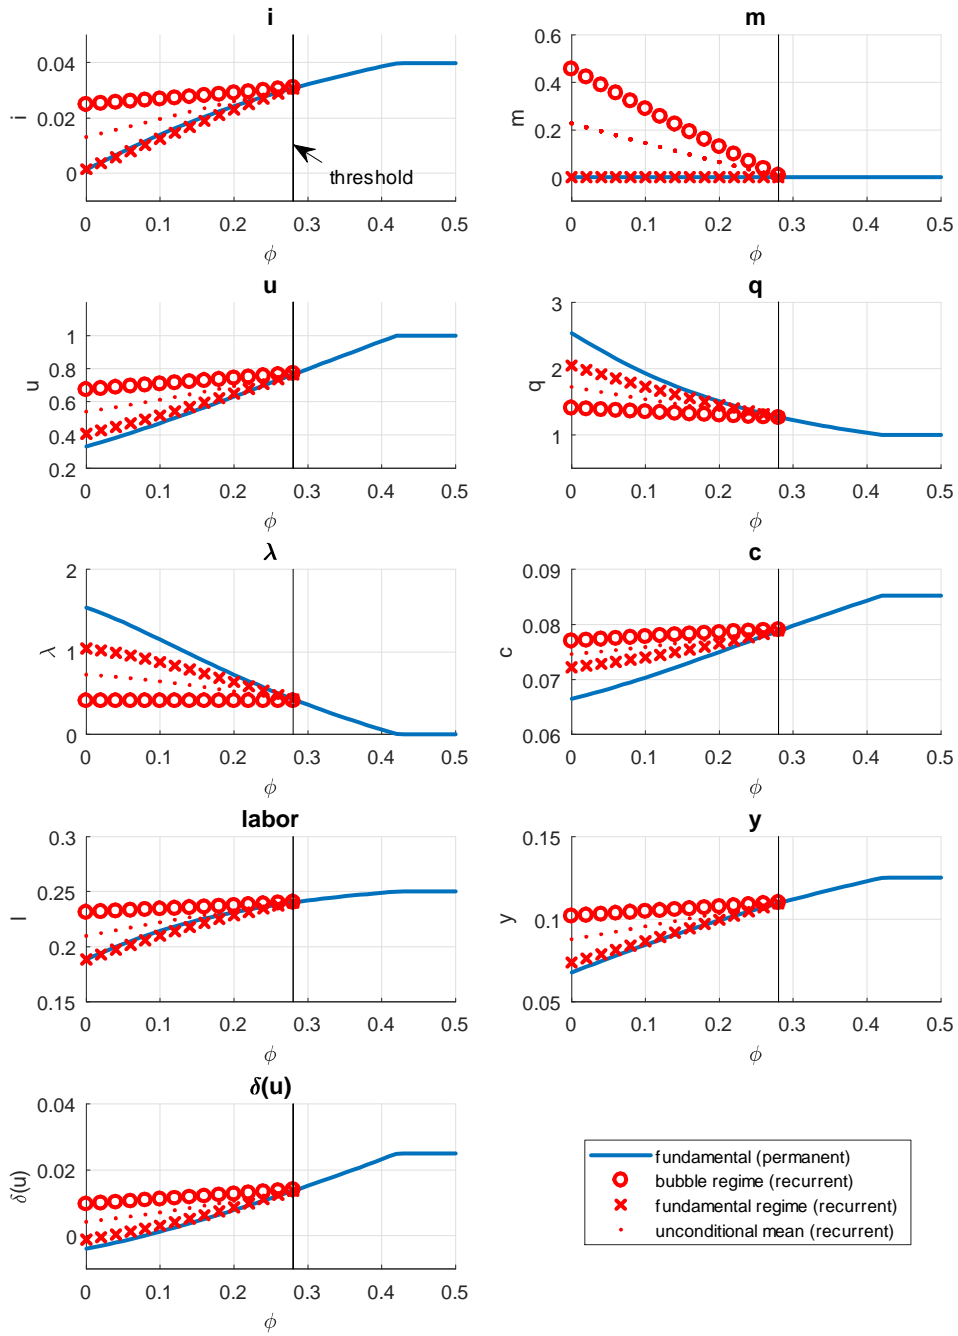 i
0.04
0.02
0
i
threshold
0 0.1 0.2 0.3 0.4 0.5
ϕ
m
0.6
0.4
0.2
0
m
0 0.1 0.2 0.3 0.4 0.5
ϕ
u
1
0.8
0.6
0.4
0.2
u
0 0.1 0.2 0.3 0.4 0.5
ϕ
q
3
2
1
q
0 0.1 0.2 0.3 0.4 0.5
ϕ
λ
2
1
0
λ
0 0.1 0.2 0.3 0.4 0.5
ϕ
c
0.09
0.08
0.07
0.06
c
0 0.1 0.2 0.3 0.4 0.5
ϕ
labor
0.3
0.25
0.2
0.15
l
0 0.1 0.2 0.3 0.4 0.5
ϕ
y
0.15
0.1
0.05
y
0 0.1 0.2 0.3 0.4 0.5
ϕ
δ(u)
0.04
0.02
0
δ(u)
0 0.1 0.2 0.3 0.4 0.5
ϕ
fundamental (permanent)
bubble regime (recurrent)
fundamental regime (recurrent)
unconditional mean (recurrent)